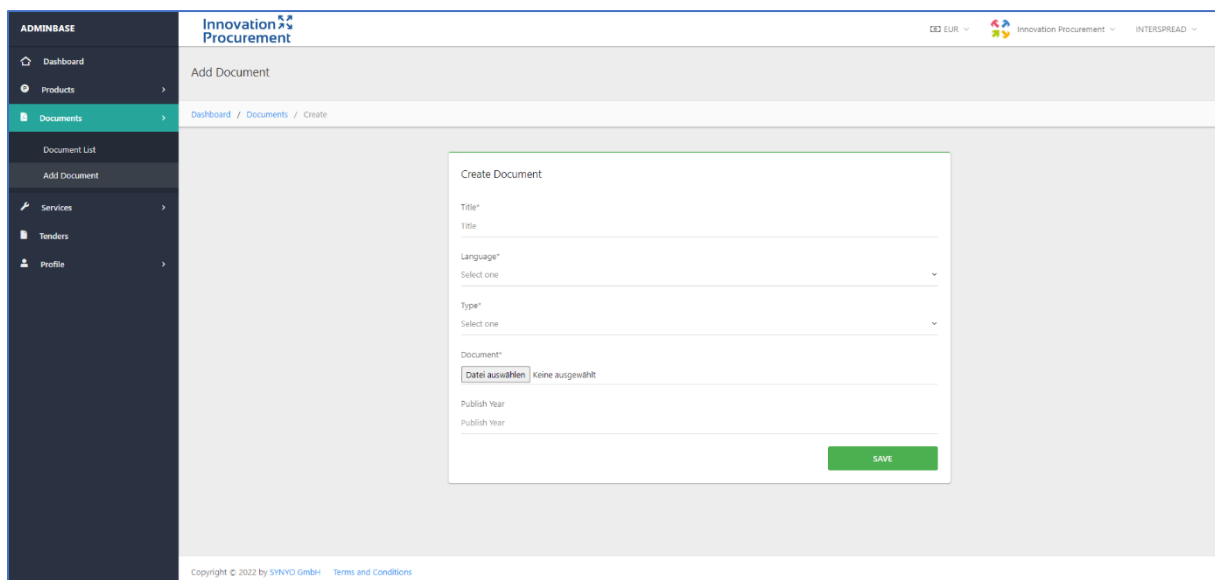 ADMINBASE
Innovation
Procurement
EUR
Innovation Procurement
INTERSPREAD
Dashboard
Products
Documents
Document List
Add Document
Services
Tenders
Profile
Add Document
Dashboard / Documents / Create
Create Document
Title*
Title
Language*
Select one
Type*
Select one
Document*
Datei auswählen Keine ausgewählt
Publish Year
Publish Year
SAVE
Copyright © 2022 by SYNYO GmbH Terms and Conditions